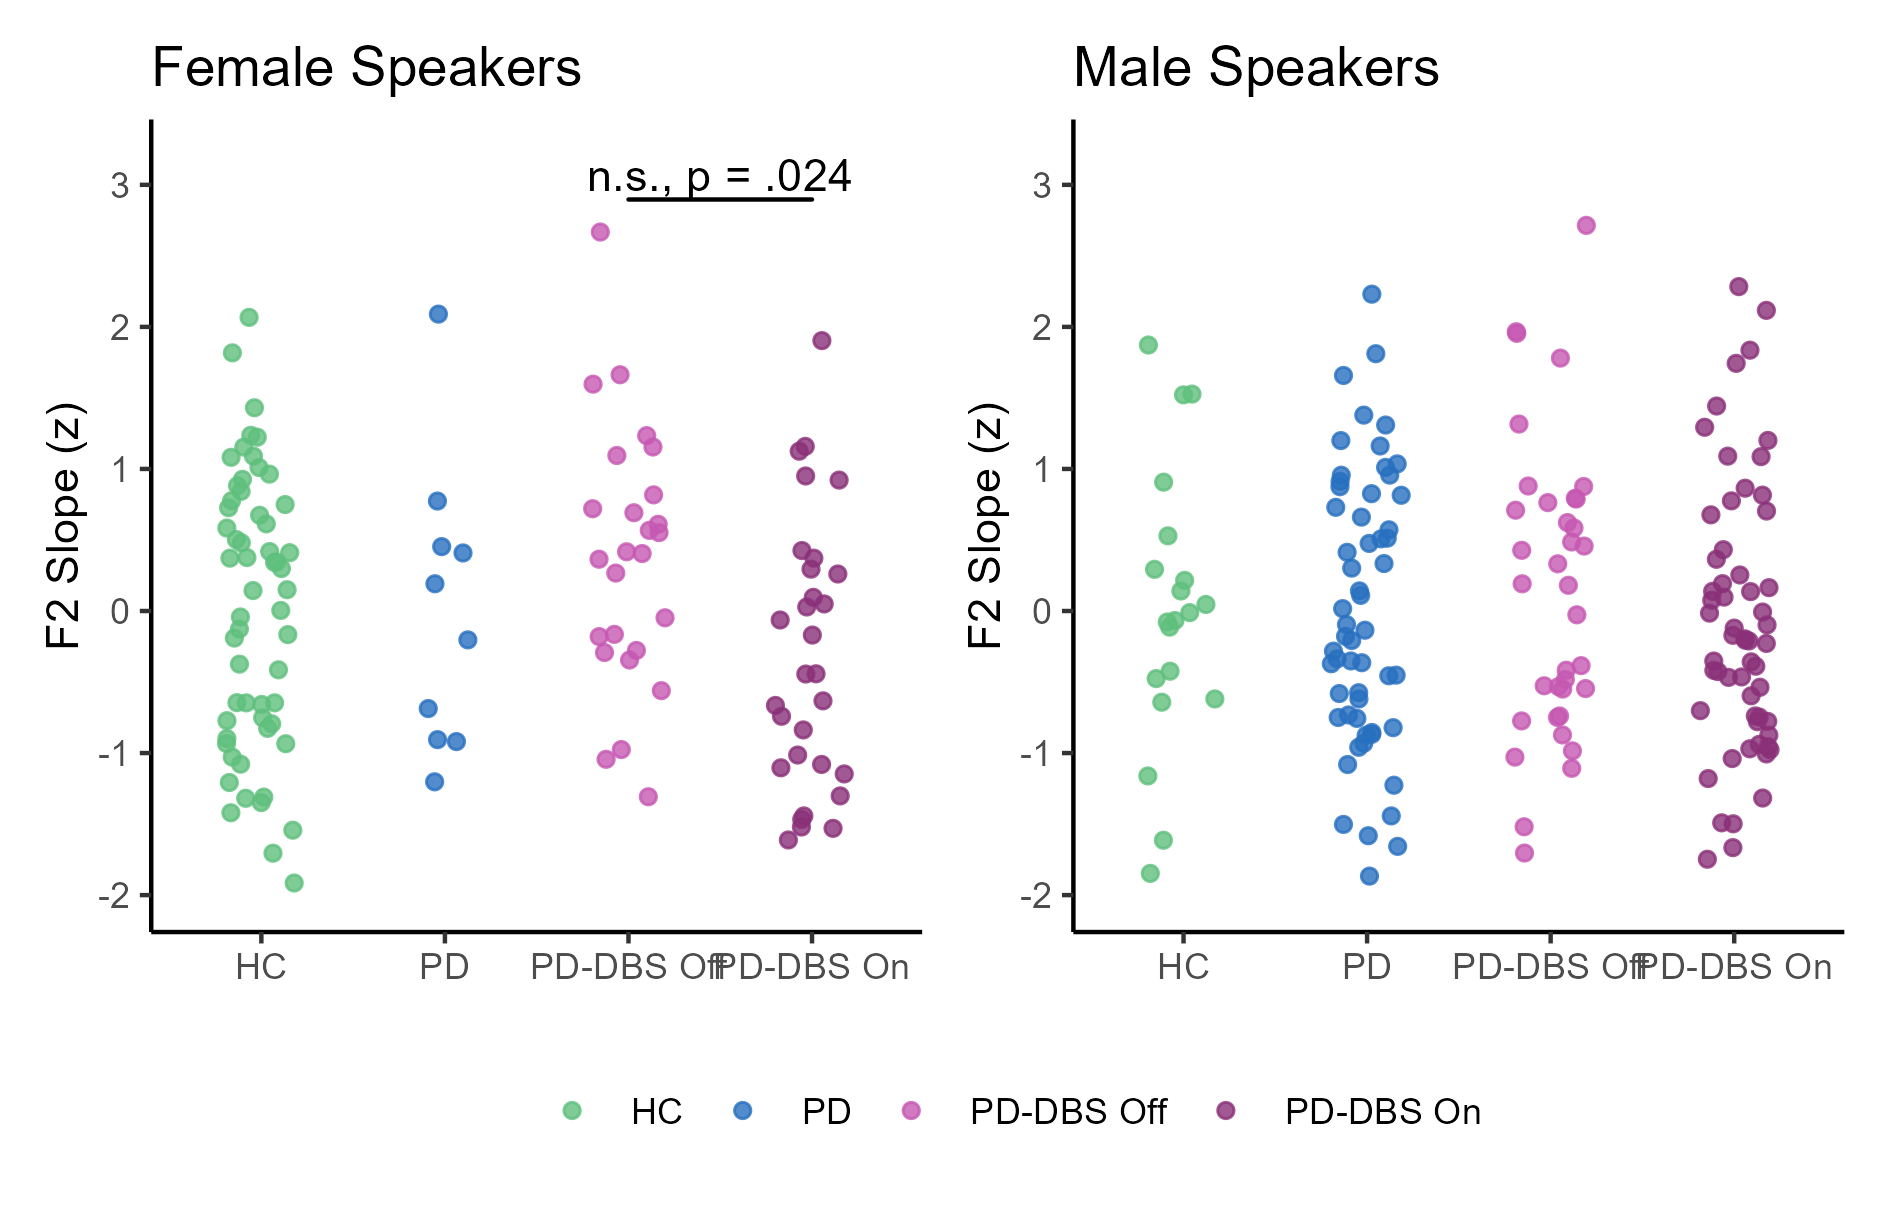 Female Speakers
Male Speakers
n.s., p = .024
F2 Slope (z)
3
2
1
0
-1
-2
HC PD PD-DBS Off PD-DBS On
F2 Slope (z)
3
2
1
0
-1
-2
HC PD PD-DBS Off PD-DBS On
HC PD PD-DBS Off PD-DBS On